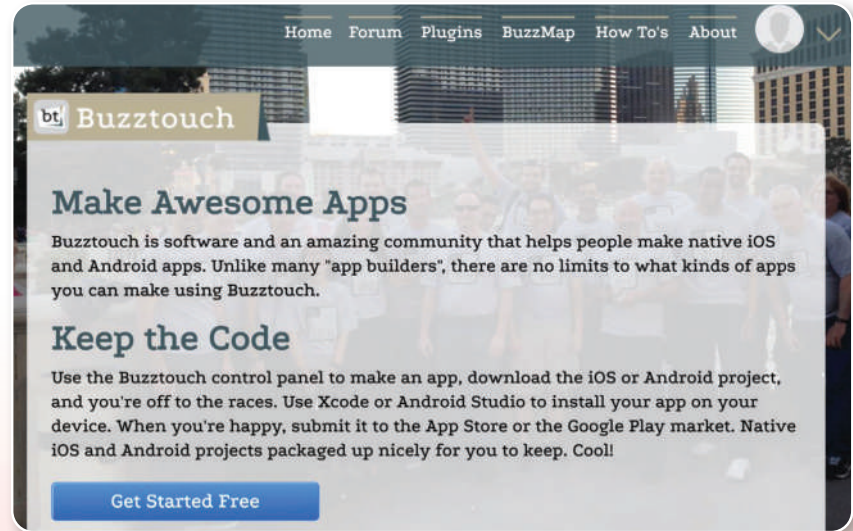 Home Forum Plugins BuzzMap How To's About
bt Buzztouch
Make Awesome Apps
Buzztouch is software and an amazing community that helps people make native iOS
and Android apps. Unlike many "app builders", there are no limits to what kinds of apps
you can make using Buzztouch.
Keep the Code
Use the Buzztouch control panel to make an app, download the iOS or Android project,
and you're off to the races. Use Xcode or Android Studio to install your app on your
device. When you're happy, submit it to the App Store or the Google Play market. Native
iOS and Android projects packaged up nicely for you to keep. Cool!
Get Started Free